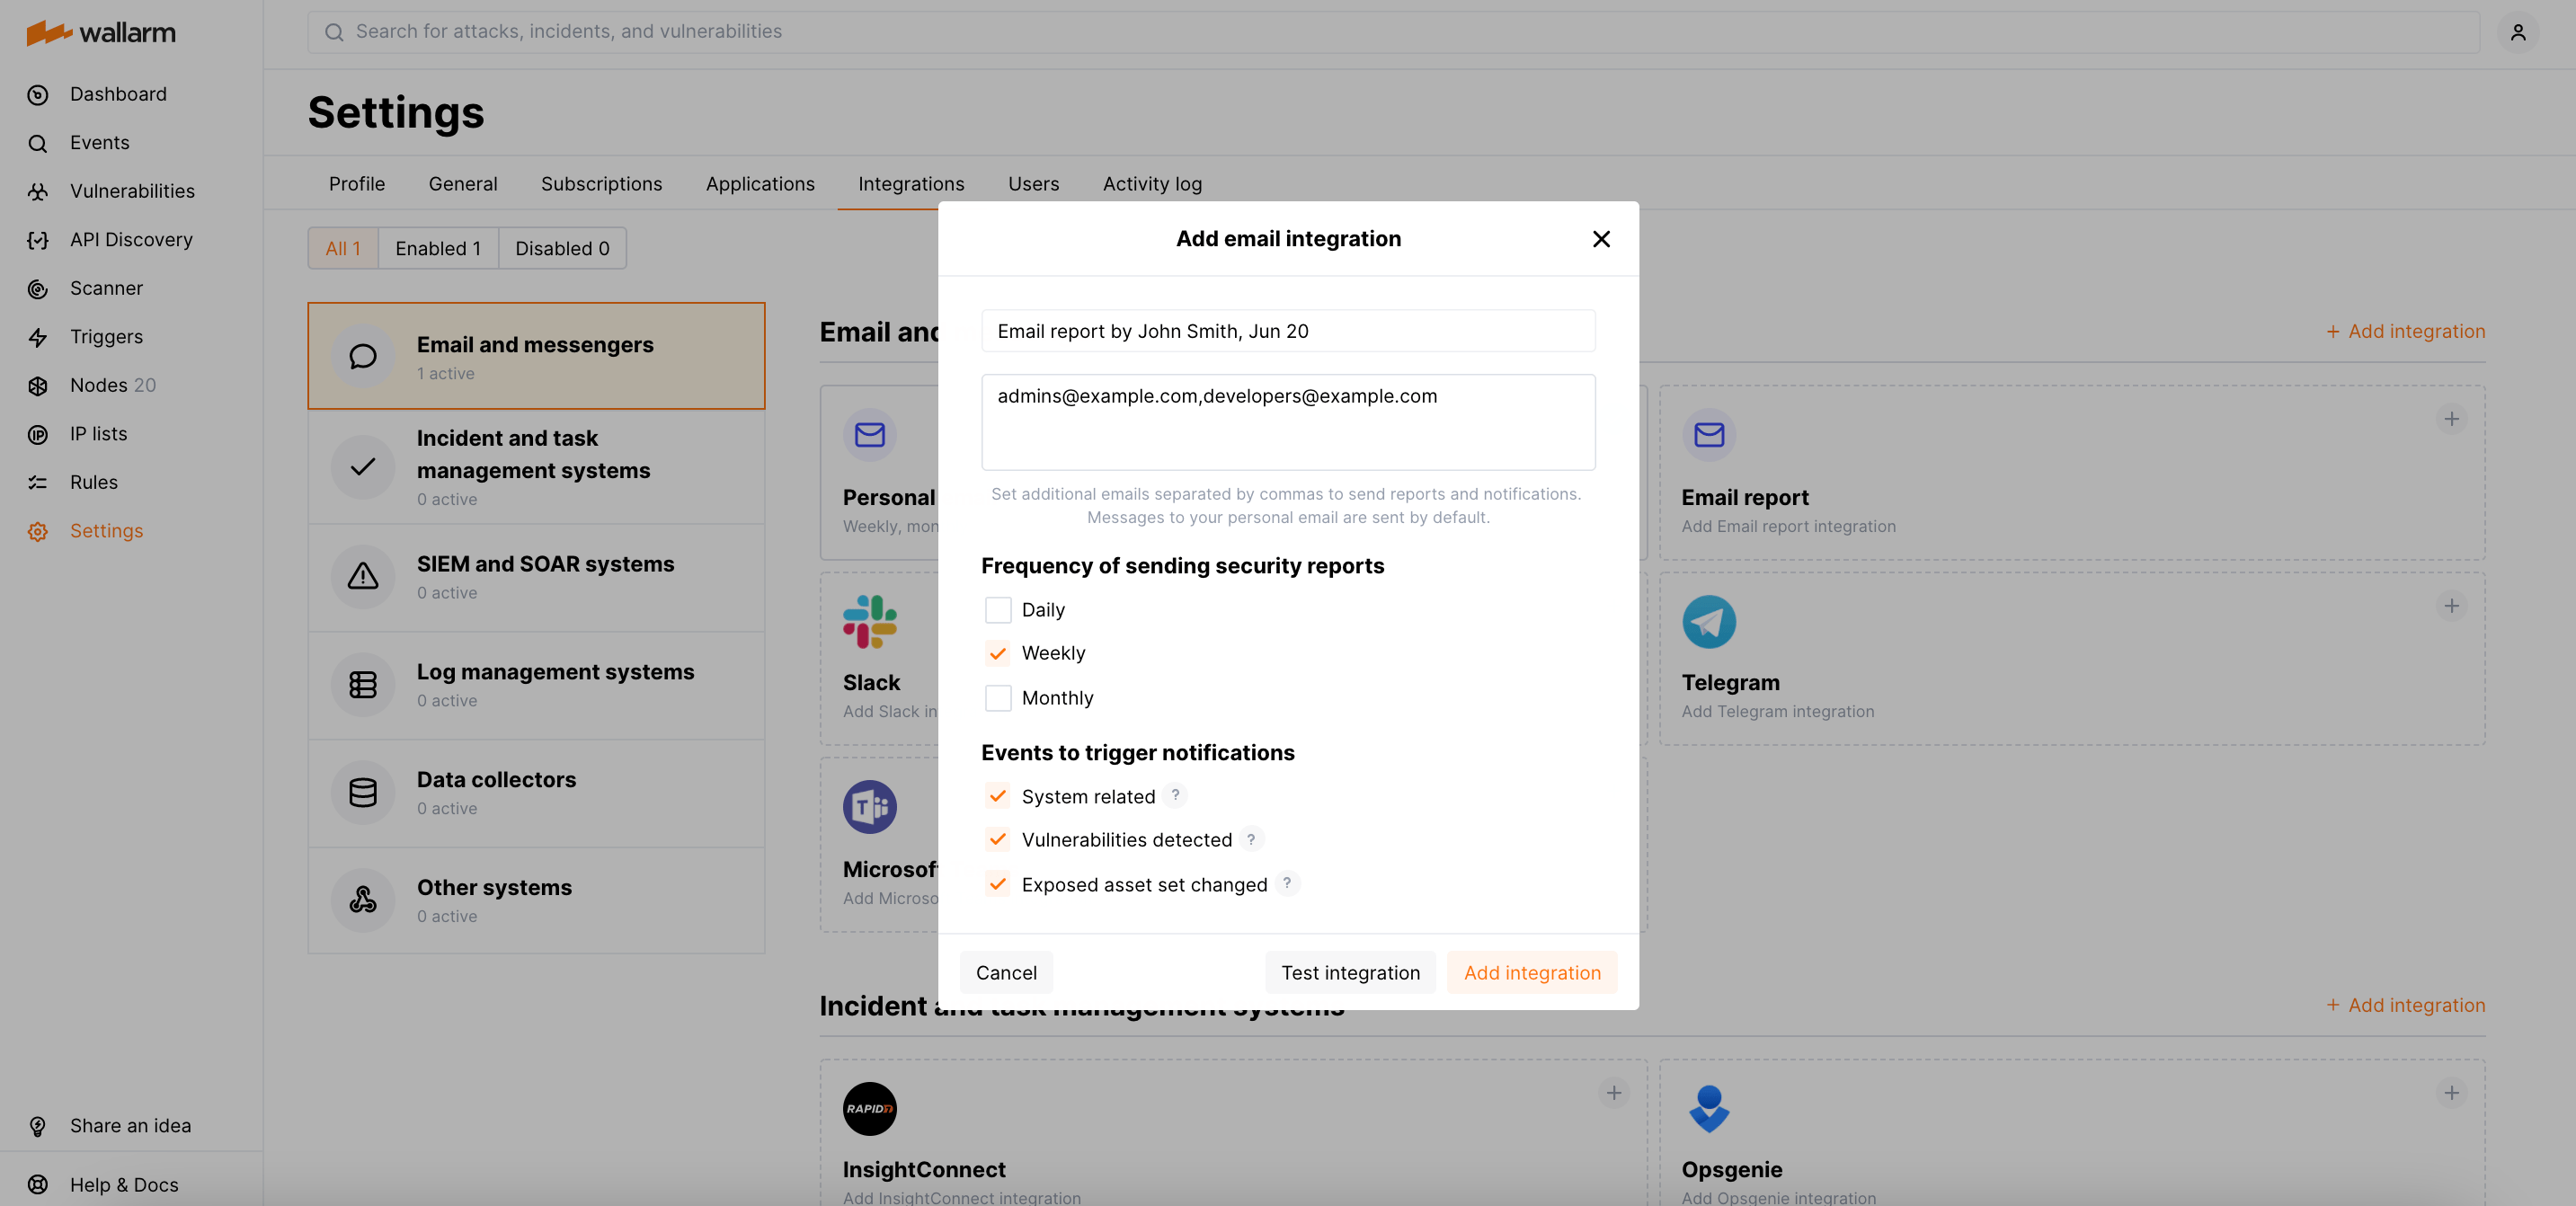 wallarm
Search for attacks, incidents, and vulnerabilities
Dashboard
Events
Vulnerabilities
API Discovery
Scanner
Triggers
Nodes 20
IP lists
Rules
Settings
Share an idea
Help & Docs
Settings
Profile
General
Subscriptions
Applications
Integrations
Users
Activity log
All 1
Enabled 1
Disabled 0
Email and messengers
1 active
Incident and task
management systems
0 active
SIEM and SOAR systems
0 active
Log management systems
0 active
Data collectors
0 active
Other systems
0 active
Email and
+ Add integration
Personal
Weekly, mon
Email report
Add Email report integration
Slack
Add Slack in
Telegram
Add Telegram integration
Microsof
Add Microso
Incident and task management systems
+ Add integration
RAPID7
InsightConnect
Add InsightConnect integration
Opsgenie
Add Opsgenie integration
Add email integration
Email report by John Smith, Jun 20
admins@example.com,developers@example.com
Set additional emails separated by commas to send reports and notifications.
Messages to your personal email are sent by default.
Frequency of sending security reports
Daily
Weekly
Monthly
Events to trigger notifications
System related ?
Vulnerabilities detected ?
Exposed asset set changed ?
Cancel
Test integration
Add integration